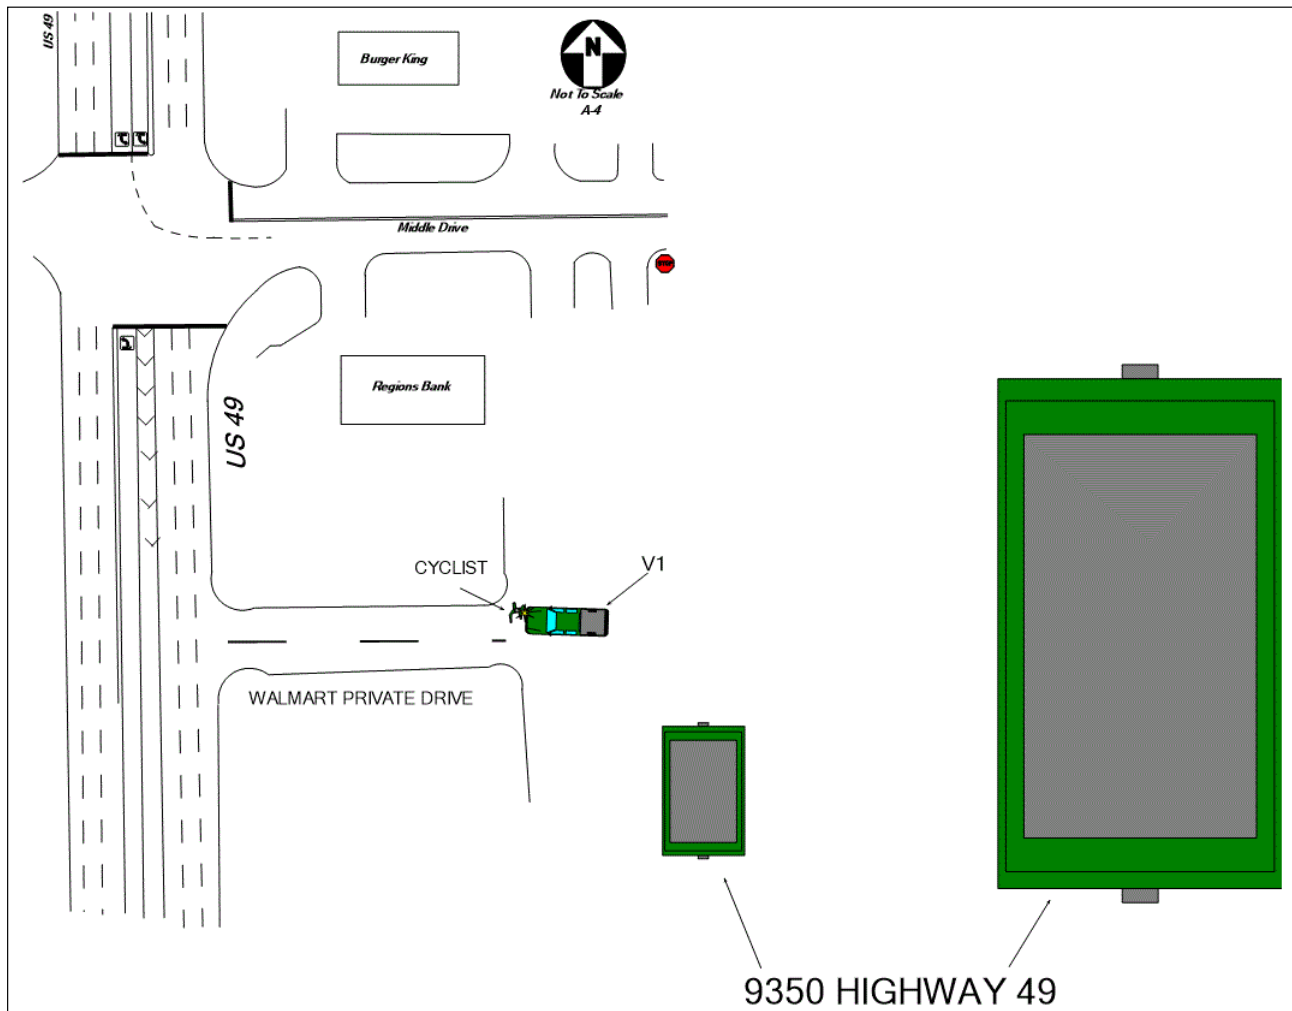 US 49
Burger King
N
Not To Scale
A-4
Middle Drive
STOP
Regions Bank
US 49
CYCLIST
V1
WALMART PRIVATE DRIVE
9350 HIGHWAY 49